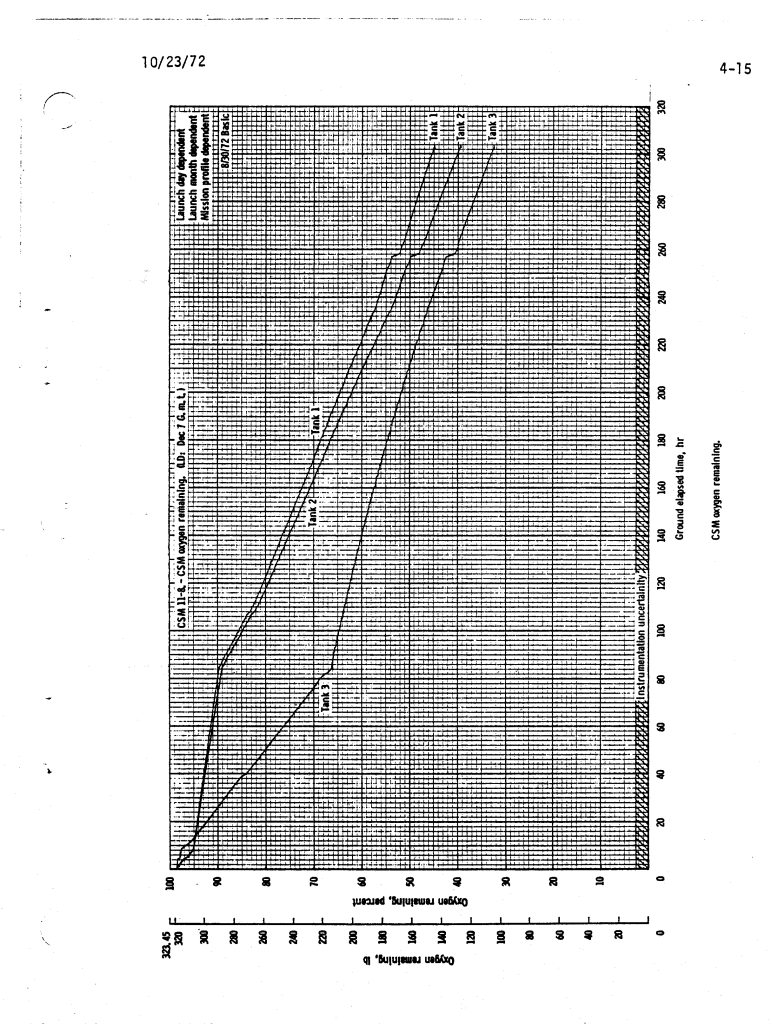 10/23/72
4-15
CSM 11-8. - CSM oxygen remaining. (LD: Dec 7 G. m. t. )
Launch day dependent
Launch month dependent
Mission profile dependent
8/30/72 Basic
Tank 1
Tank 2
Tank 3
Tank 1
Tank 2
Tank 3
Instrumentation uncertainity
Oxygen remaining, lb
323.45
320
300
280
260
240
220
200
180
160
140
120
100
80
60
40
20
0
Oxygen remaining, percent
100
90
80
70
60
50
40
30
20
10
0
20
40
60
80
100
120
140
160
180
200
220
240
260
280
300
320
Ground elapsed time, hr
CSM oxygen remaining.